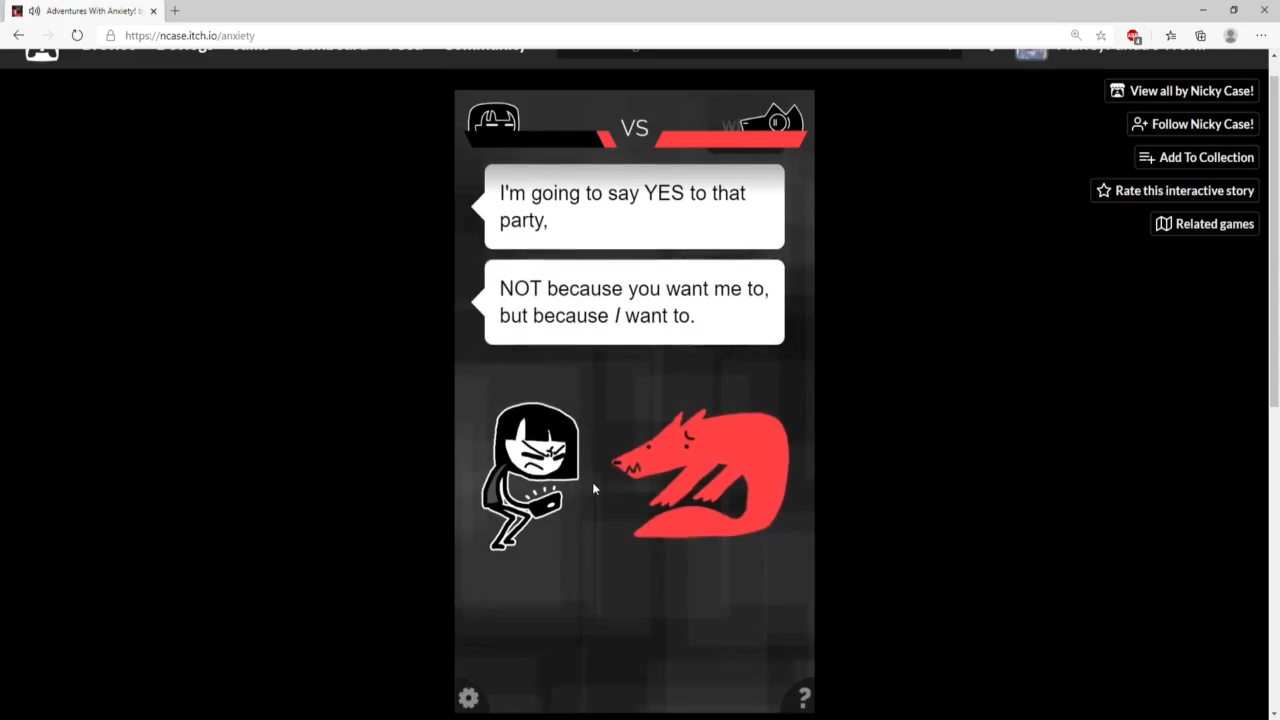 Adventures With Anxiety! by
https://ncase.itch.io/anxiety
View all by Nicky Case!
Follow Nicky Case!
Add To Collection
Rate this interactive story
Related games
VS
I'm going to say YES to that
party,
NOT because you want me to,
but because I want to.
?